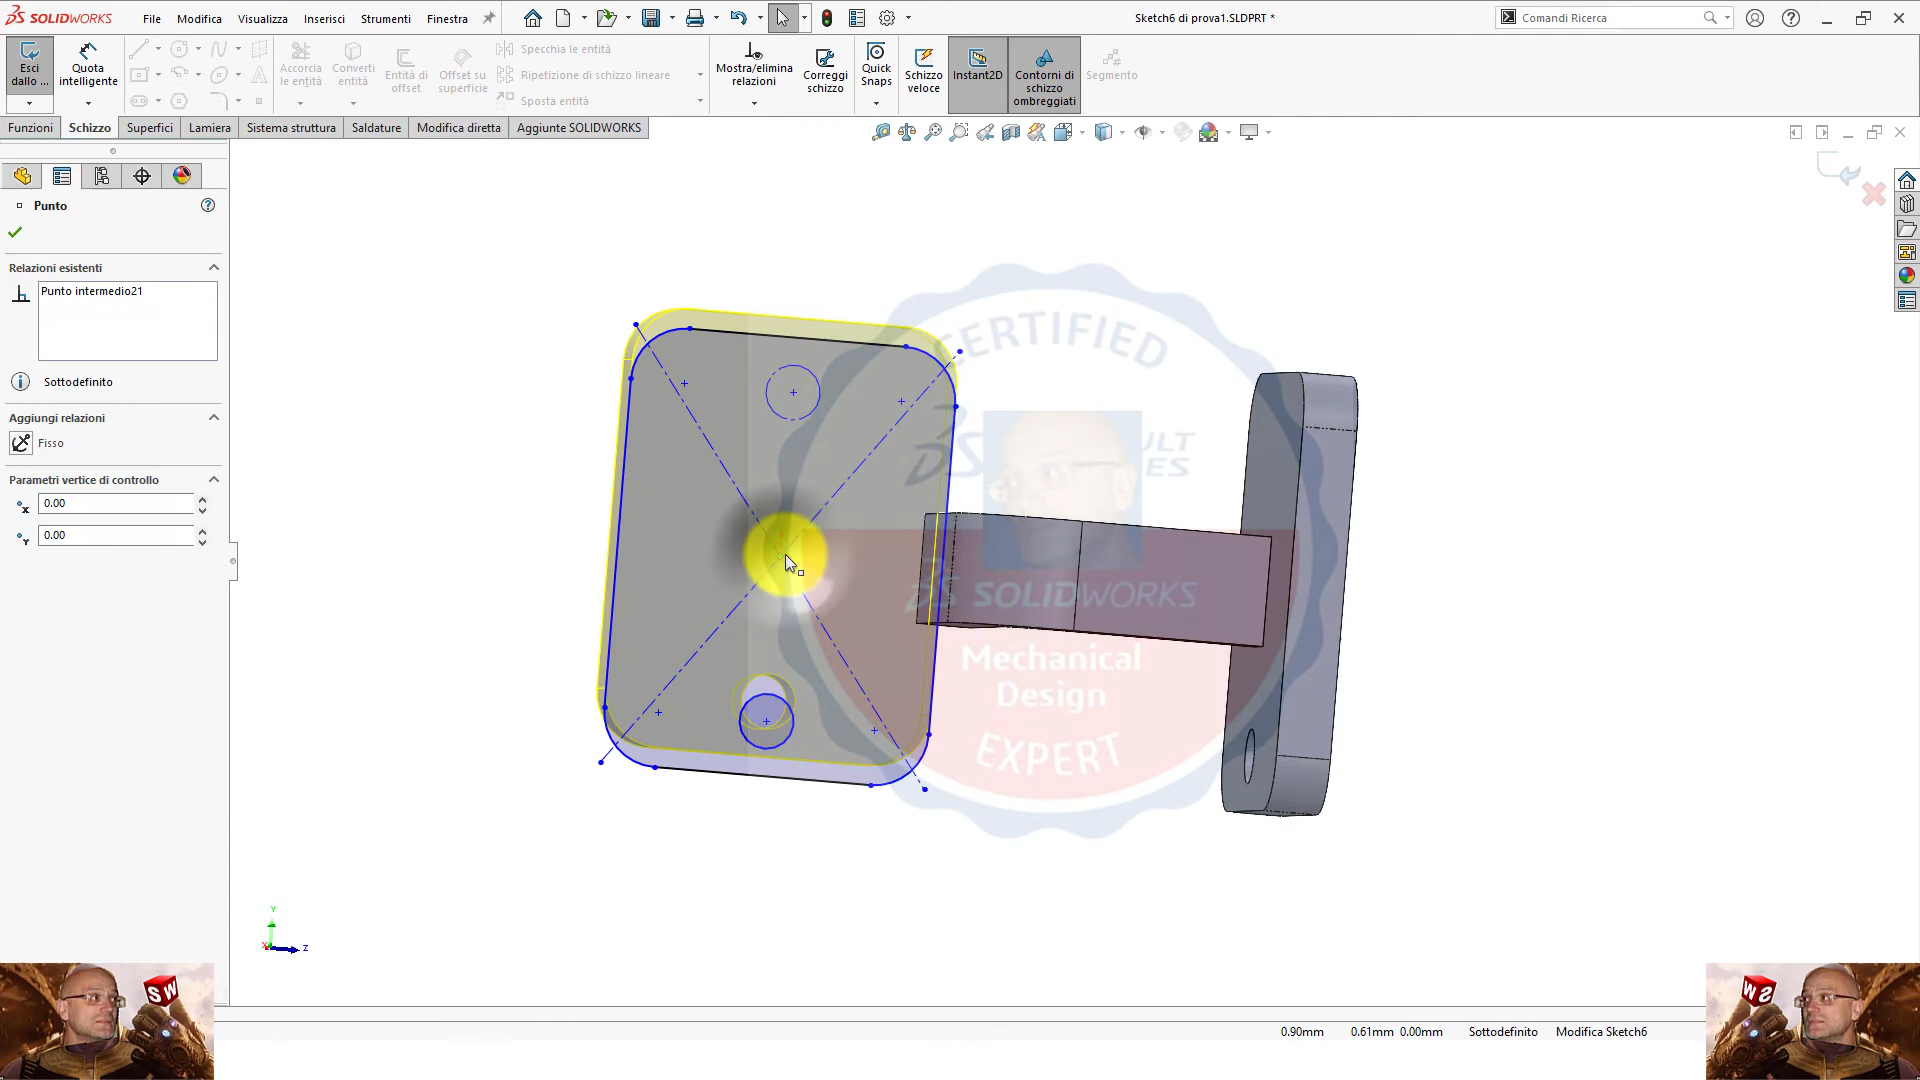 SOLIDWORKS
File
Modifica
Visualizza
Inserisci
Strumenti
Finestra
Sketch6 di prova1.SLDPRT *
Comandi Ricerca
Esci
dallo ...
Quota
intelligente
Accorcia
le entità
Converti
entità
Entità di
offset
Offset su
superficie
Specchia le entità
Ripetizione di schizzo lineare
Sposta entità
Mostra/elimina
relazioni
Correggi
schizzo
Quick
Snaps
Schizzo
veloce
Instant2D
Contorni di
schizzo
ombreggiati
Segmento
Funzioni
Schizzo
Superfici
Lamiera
Sistema struttura
Saldature
Modifica diretta
Aggiunte SOLIDWORKS
Punto
Relazioni esistenti
Punto intermedio21
Sottodefinito
Aggiungi relazioni
Fisso
Parametri vertice di controllo
x
0.00
Y
0.00
CERTIFIED
SOLIDWORKS
Mechanical
Design
EXPERT
Y
X
Z
SW
SW
0.90mm
0.61mm
0.00mm
Sottodefinito
Modifica Sketch6